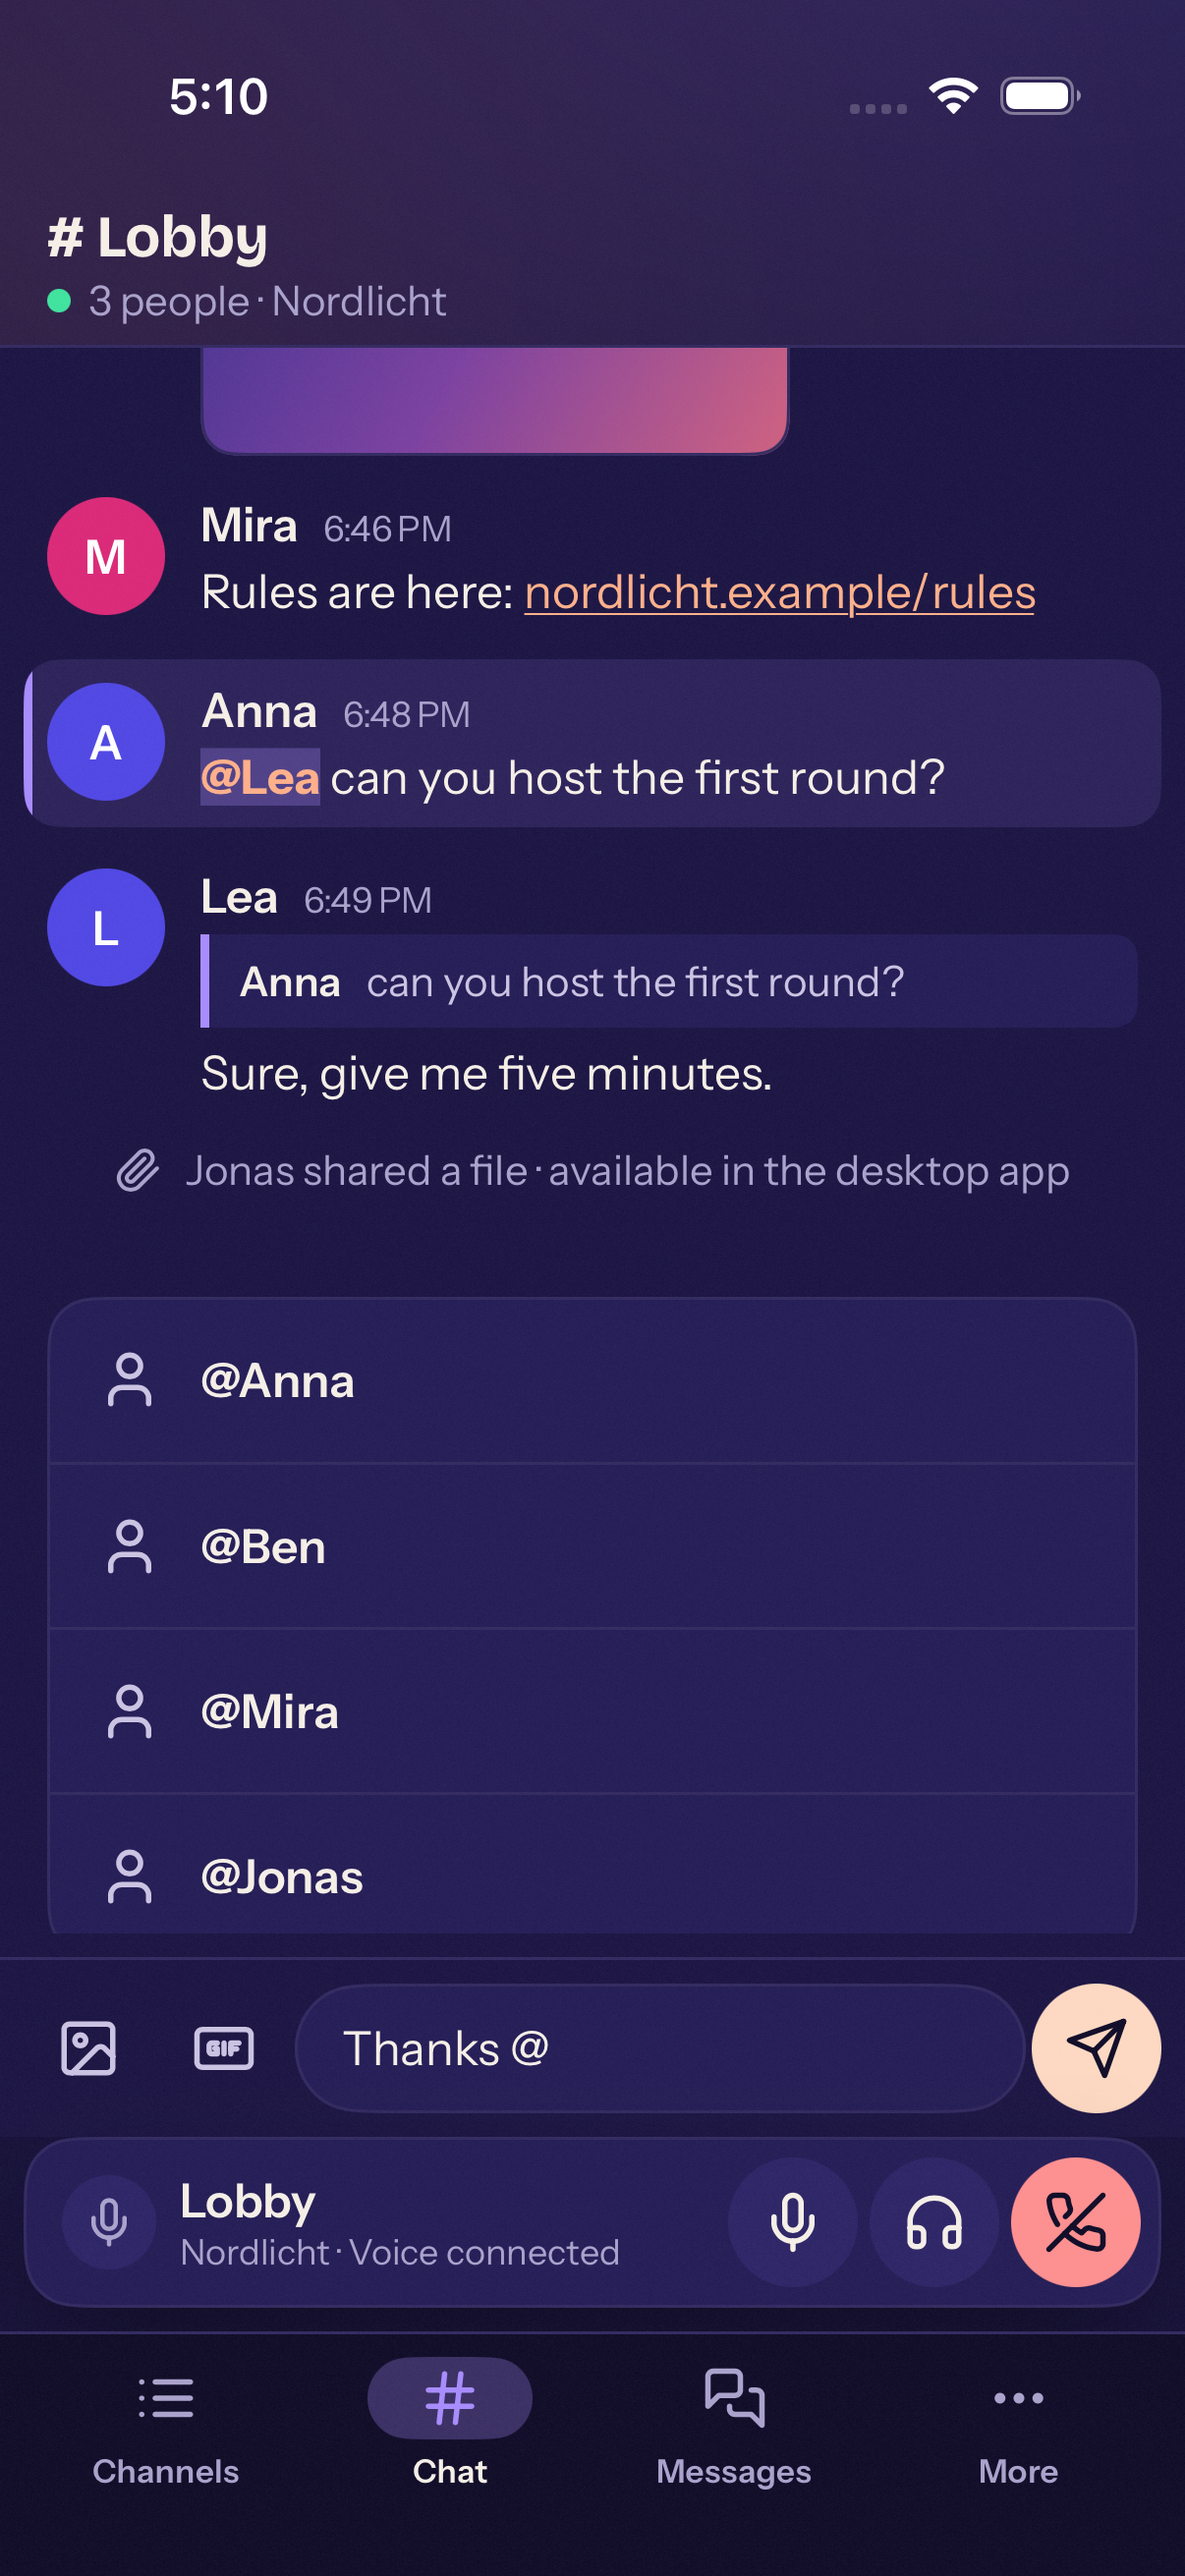 5:10
# Lobby
3 people · Nordlicht
M
Mira 6:46 PM
Rules are here: nordlicht.example/rules
A
Anna 6:48 PM
@Lea can you host the first round?
L
Lea 6:49 PM
Anna can you host the first round?
Sure, give me five minutes.
Jonas shared a file · available in the desktop app
@Anna
@Ben
@Mira
@Jonas
GIF
Thanks @
Lobby
Nordlicht · Voice connected
Channels
Chat
Messages
More